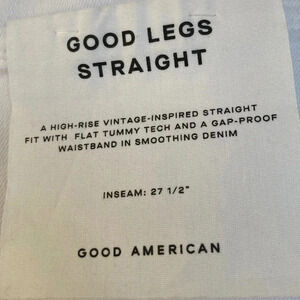 GOOD LEGS
STRAIGHT
A HIGH-RISE VINTAGE-INSPIRED STRAIGHT
FIT WITH FLAT TUMMY TECH AND A GAP-PROOF
WAISTBAND IN SMOOTHING DENIM
INSEAM: 27 1/2"
GOOD AMERICAN